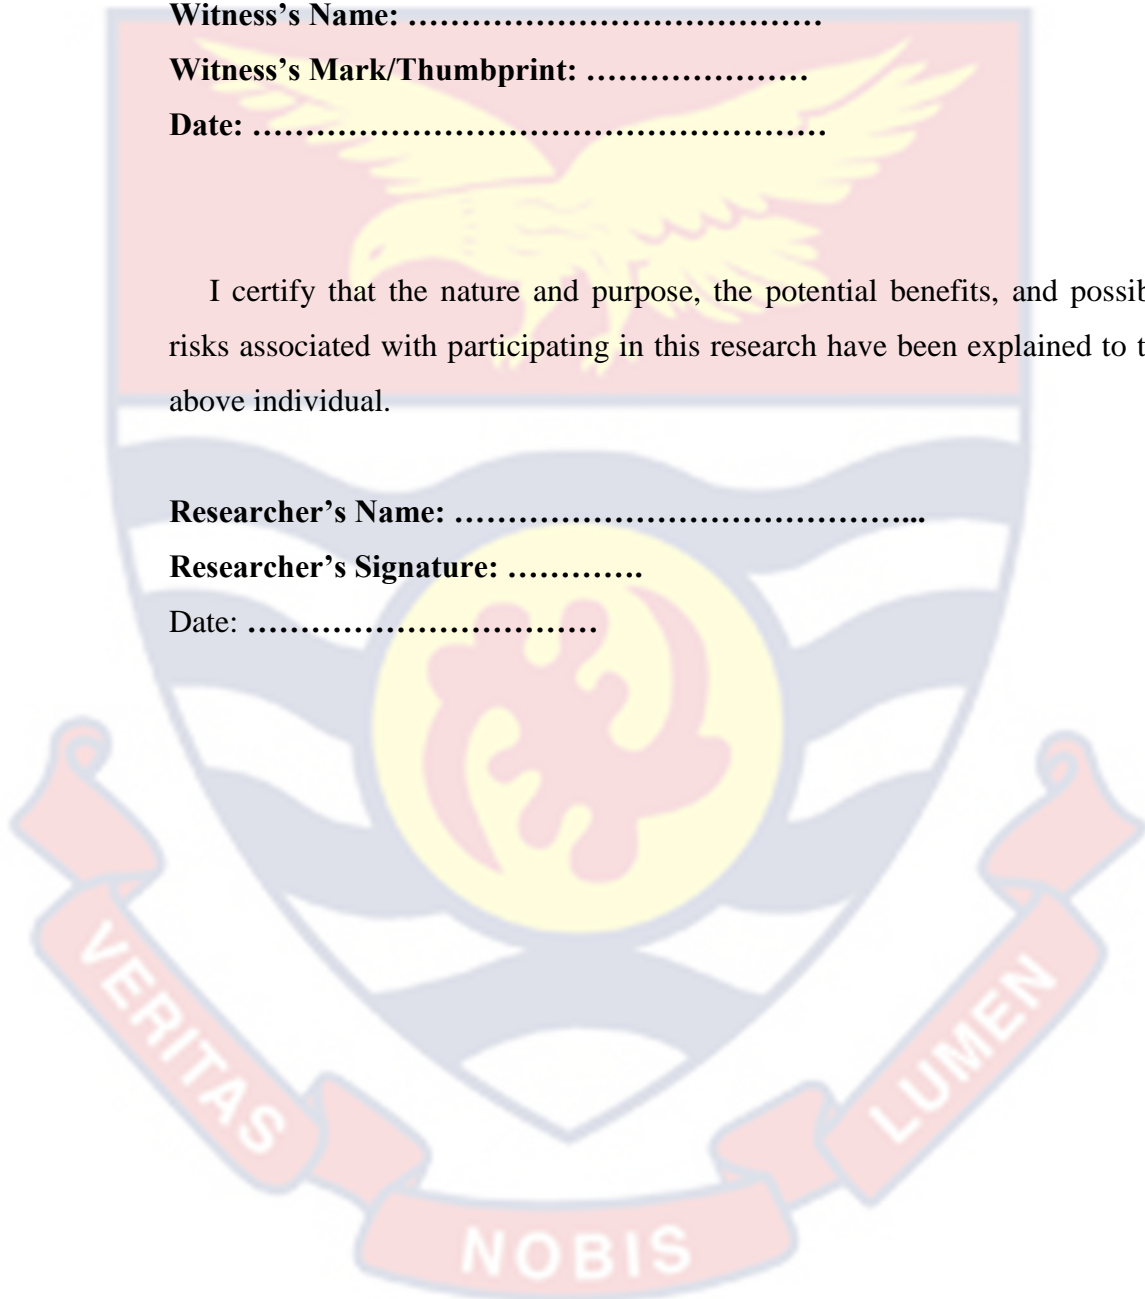 Witness’s Name: …………………………………
Witness’s Mark/Thumbprint: …………………
Date: ………………………………………………
I certify that the nature and purpose, the potential benefits, and
risks associated with participating in this research have been explained to
above individual.
Researcher’s Name: ……………………………………...
Researcher’s Signature: ………….
Date: ……………………………
VERITAS
NOBIS
LUMEN